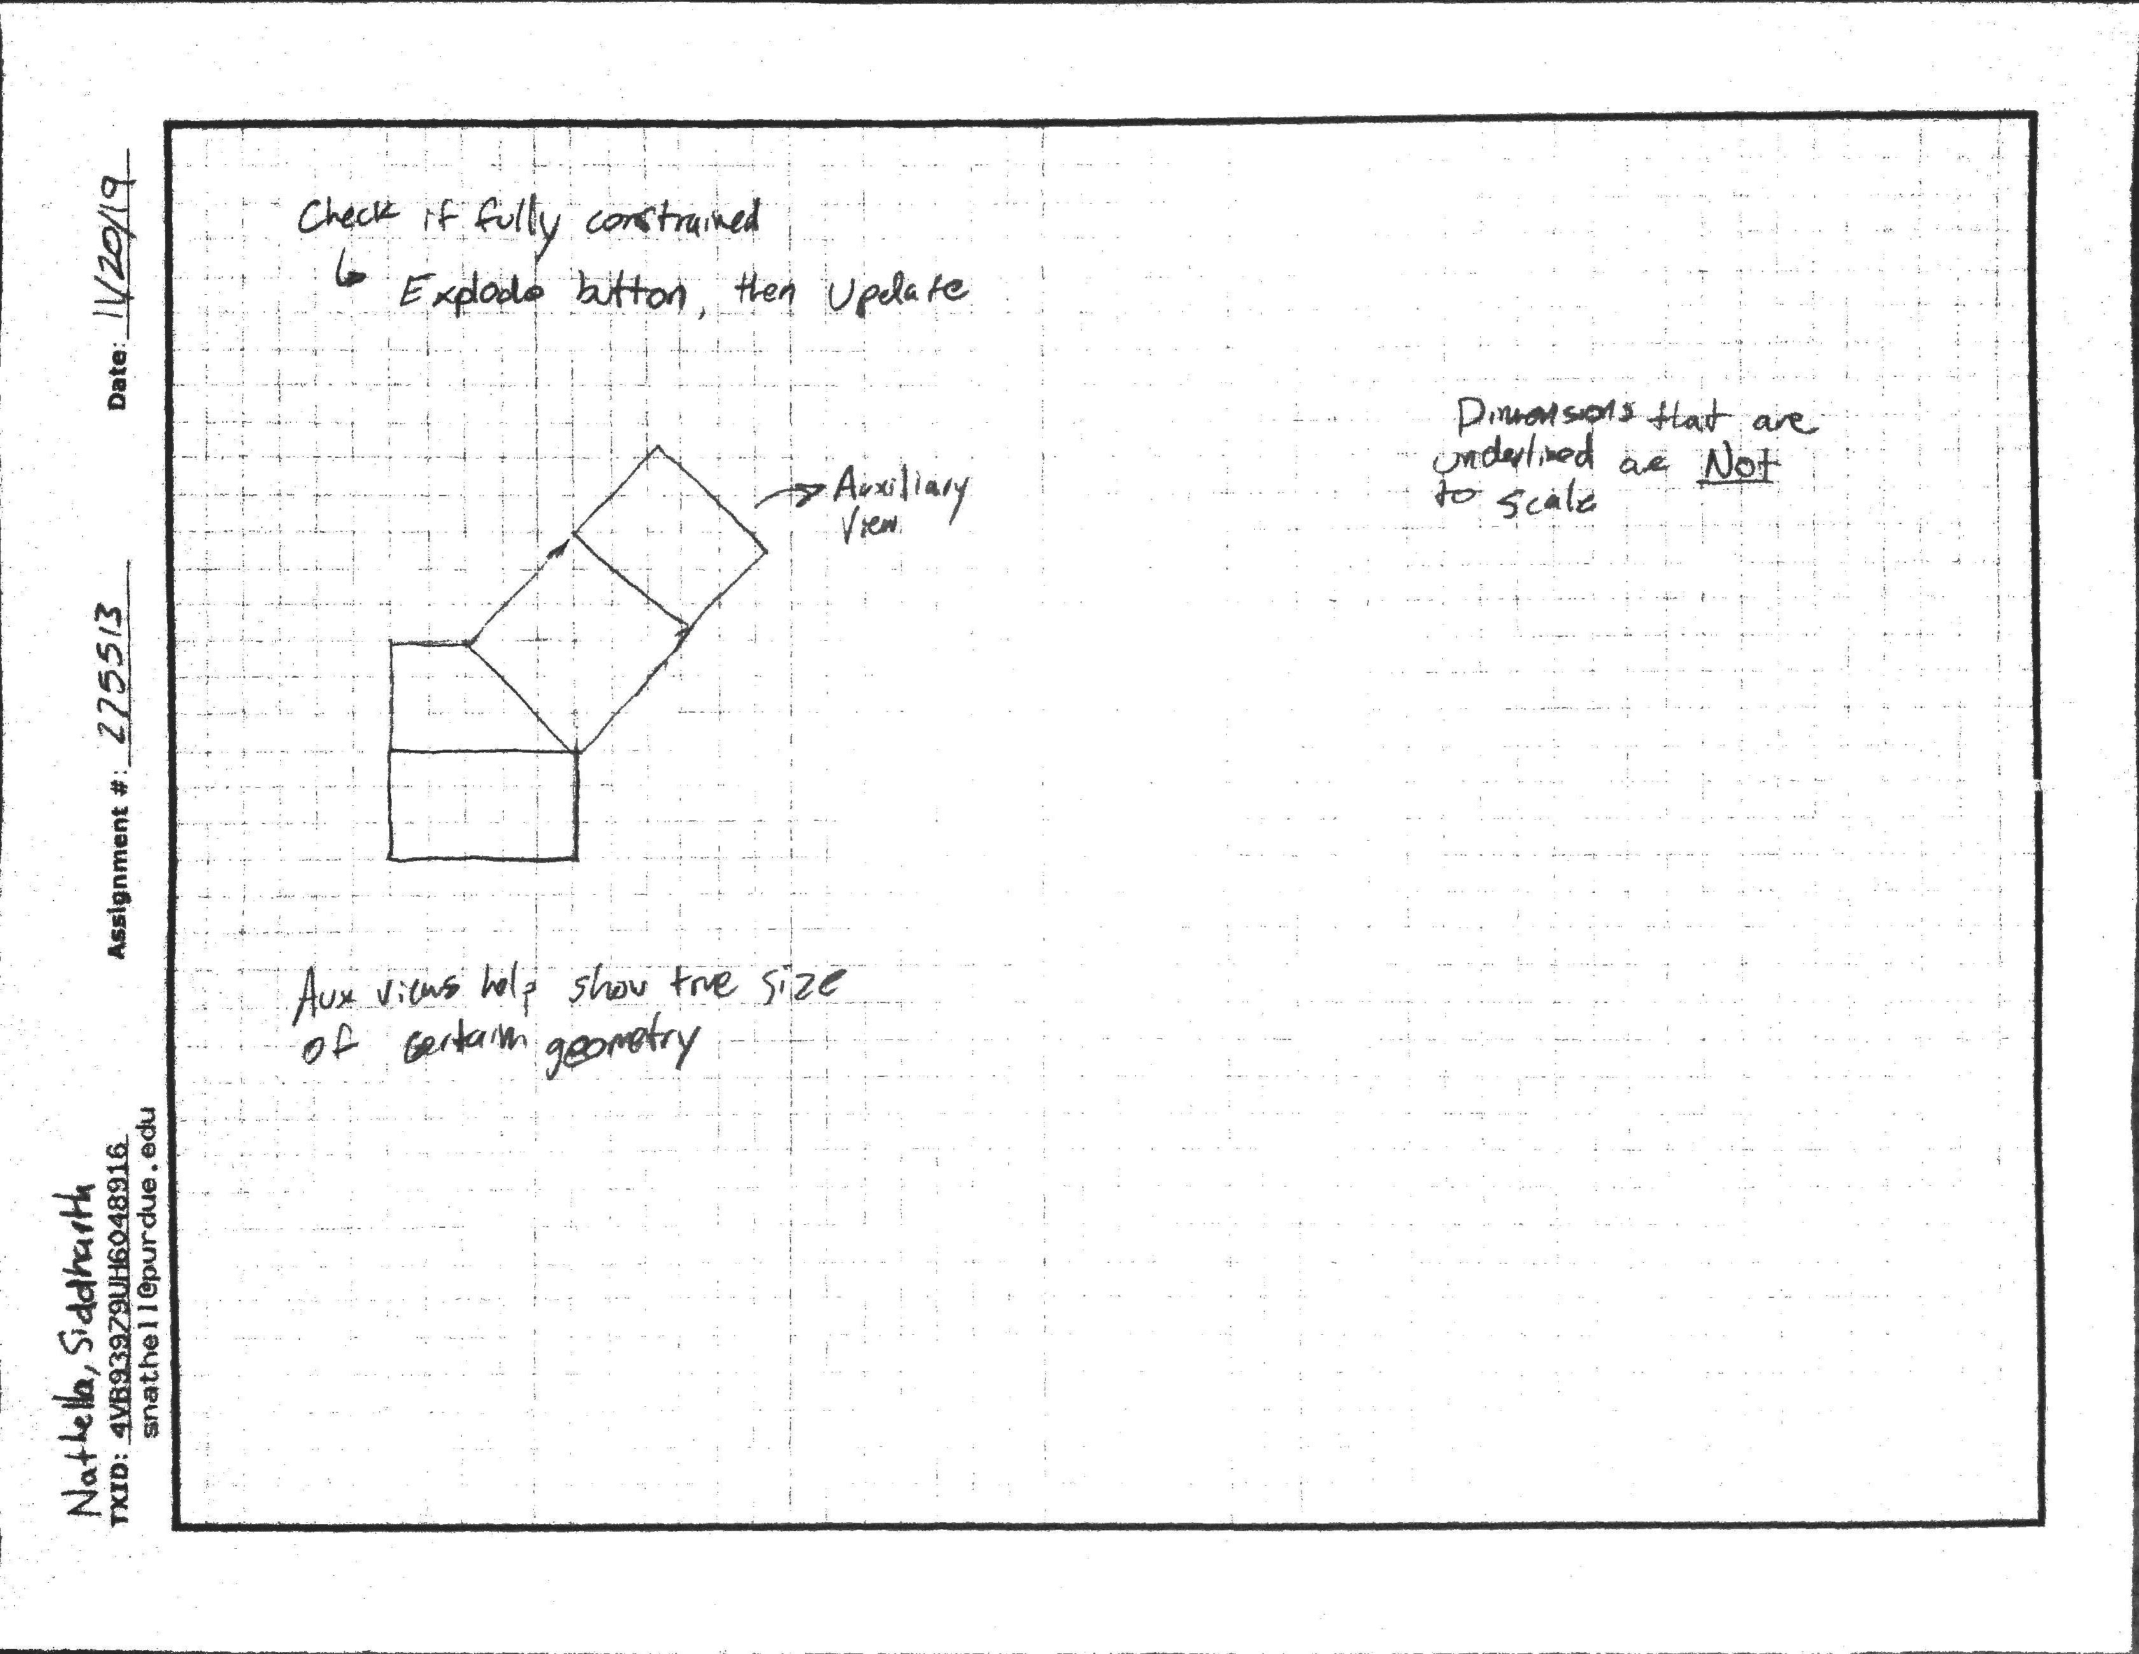 Check if fully constrained
↳ Explode button, then Update
Dimensions that are
underlined are Not
to scale
Auxiliary
View
Aux views help show true size
of certain geometry
Date: 11/20/19
Assignment #: 2755513
Nathella, Siddharth
TXID: 4VB939Z9UH6048916
snathell@purdue.edu